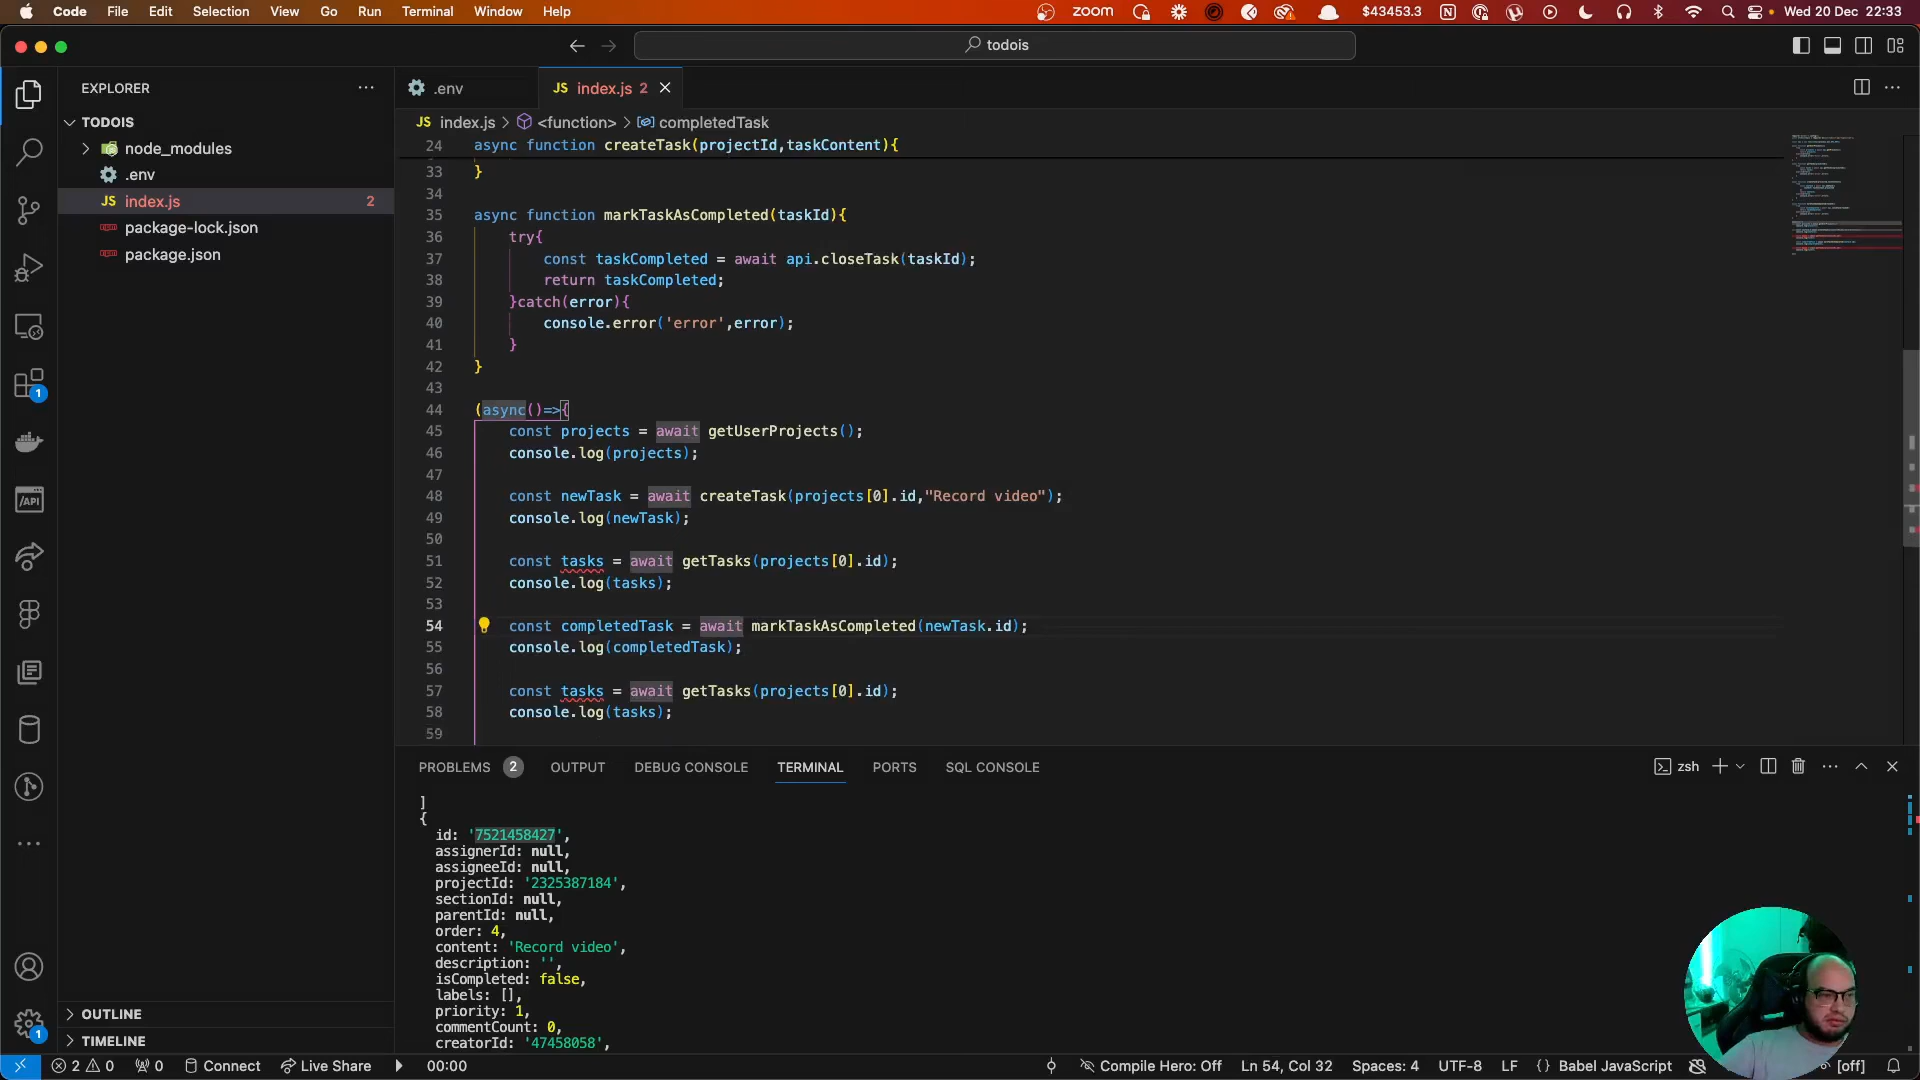 Code File Edit Selection View Go Run Terminal Window Help
zoom $43453.3 Wed 20 Dec 22:33
todois
EXPLORER
TODOIS
node_modules
.env
JS index.js 2
package-lock.json
package.json
OUTLINE
TIMELINE
.env
JS index.js 2
JS index.js > <function> > completedTask
24 async function createTask(projectId,taskContent){
33 }
34
35 async function markTaskAsCompleted(taskId){
36 try{
37 const taskCompleted = await api.closeTask(taskId);
38 return taskCompleted;
39 }catch(error){
40 console.error('error',error);
41 }
42 }
43
44 (async()=>{
45 const projects = await getUserProjects();
46 console.log(projects);
47
48 const newTask = await createTask(projects[0].id,"Record video");
49 console.log(newTask);
50
51 const tasks = await getTasks(projects[0].id);
52 console.log(tasks);
53
54 const completedTask = await markTaskAsCompleted(newTask.id);
55 console.log(completedTask);
56
57 const tasks = await getTasks(projects[0].id);
58 console.log(tasks);
59
PROBLEMS 2 OUTPUT DEBUG CONSOLE TERMINAL PORTS SQL CONSOLE
zsh
]
{
id: '7521458427',
assignerId: null,
assigneeId: null,
projectId: '2325387184',
sectionId: null,
parentId: null,
order: 4,
content: 'Record video',
description: '',
isCompleted: false,
labels: [],
priority: 1,
commentCount: 0,
creatorId: '47458058',
1
/API
1
2 0 0 Connect Live Share 00:00
Compile Hero: Off Ln 54, Col 32 Spaces: 4 UTF-8 LF {} Babel JavaScript [off]